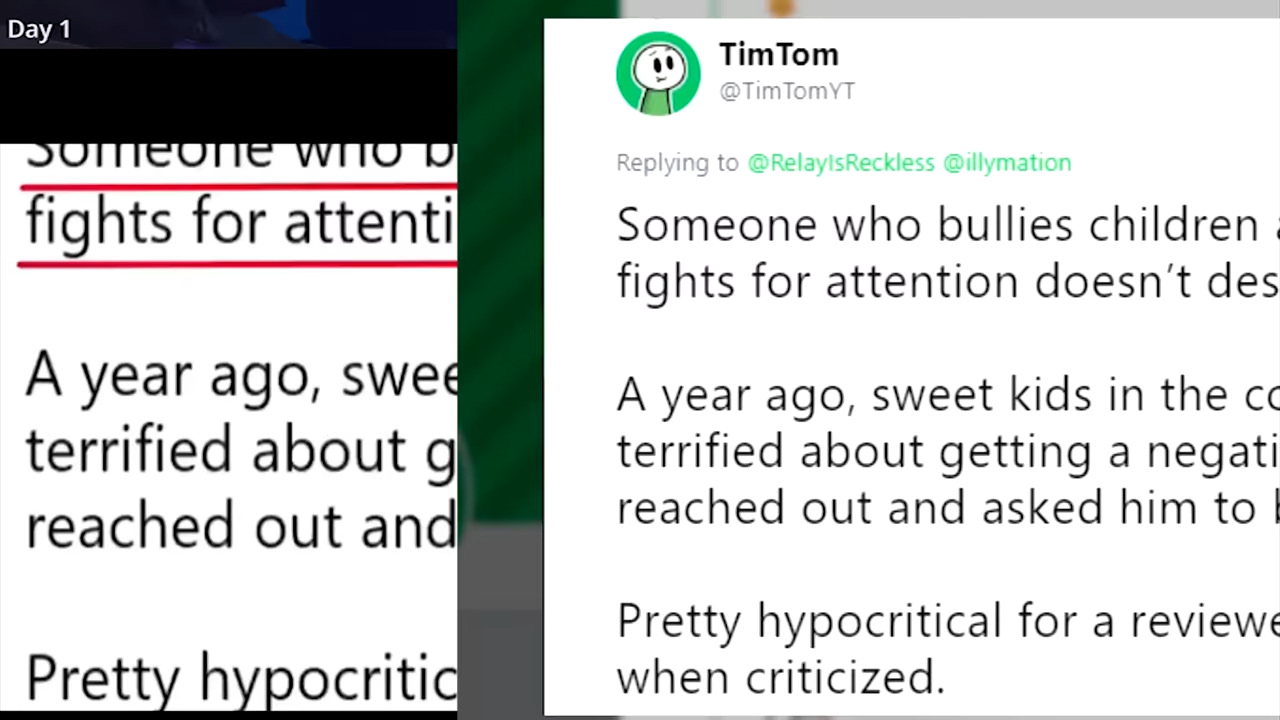 Day 1
Someone who b
fights for attenti
A year ago, swee
terrified about g
reached out and
Pretty hypocritic
TimTom
@TimTomYT
Replying to @RelayIsReckless @illymation
Someone who bullies children a
fights for attention doesn't des
A year ago, sweet kids in the co
terrified about getting a negati
reached out and asked him to b
Pretty hypocritical for a reviewe
when criticized.